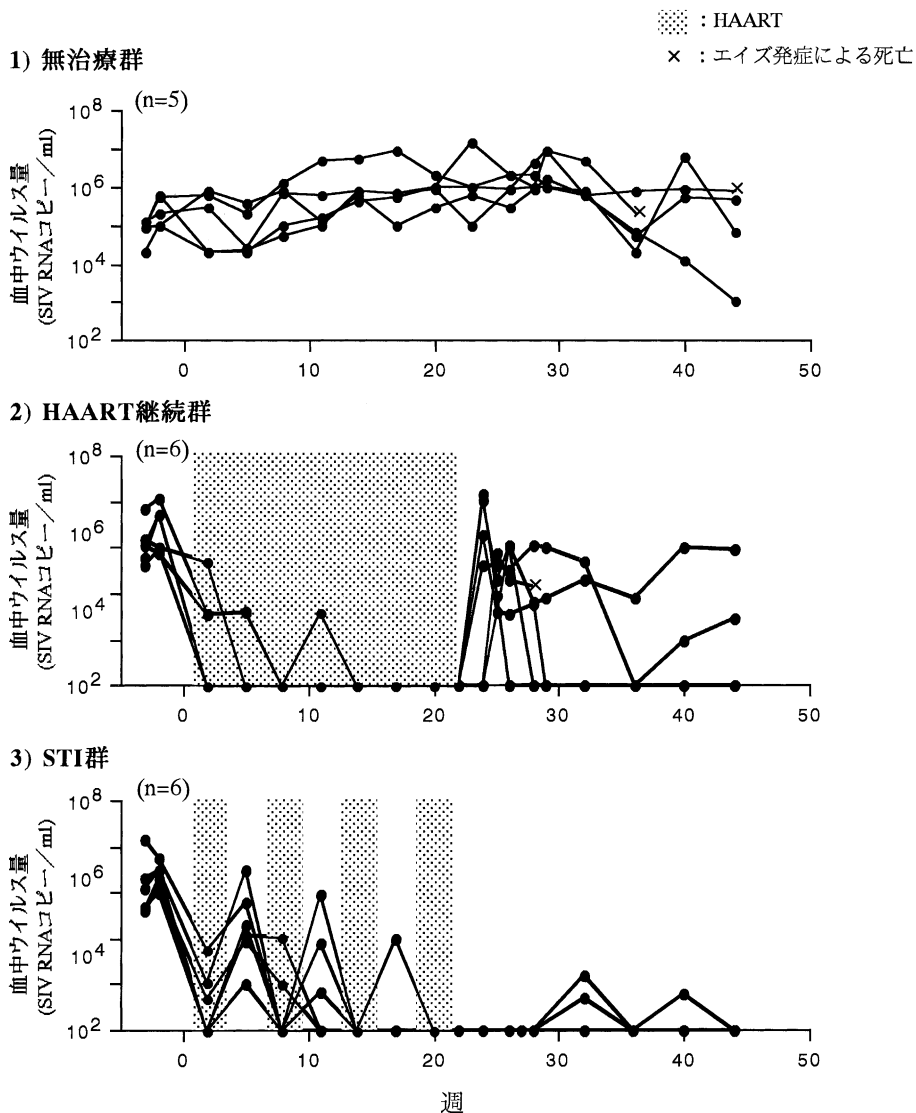 : HAART
× : エイズ発症による死亡
1) 無治療群
(n=5)
血中ウイルス量
(SIV RNAコピー/ml)
10^8
10^6
10^4
10^2
0 10 20 30 40 50
2) HAART継続群
(n=6)
血中ウイルス量
(SIV RNAコピー/ml)
10^8
10^6
10^4
10^2
0 10 20 30 40 50
3) STI群
(n=6)
血中ウイルス量
(SIV RNAコピー/ml)
10^8
10^6
10^4
10^2
0 10 20 30 40 50
週